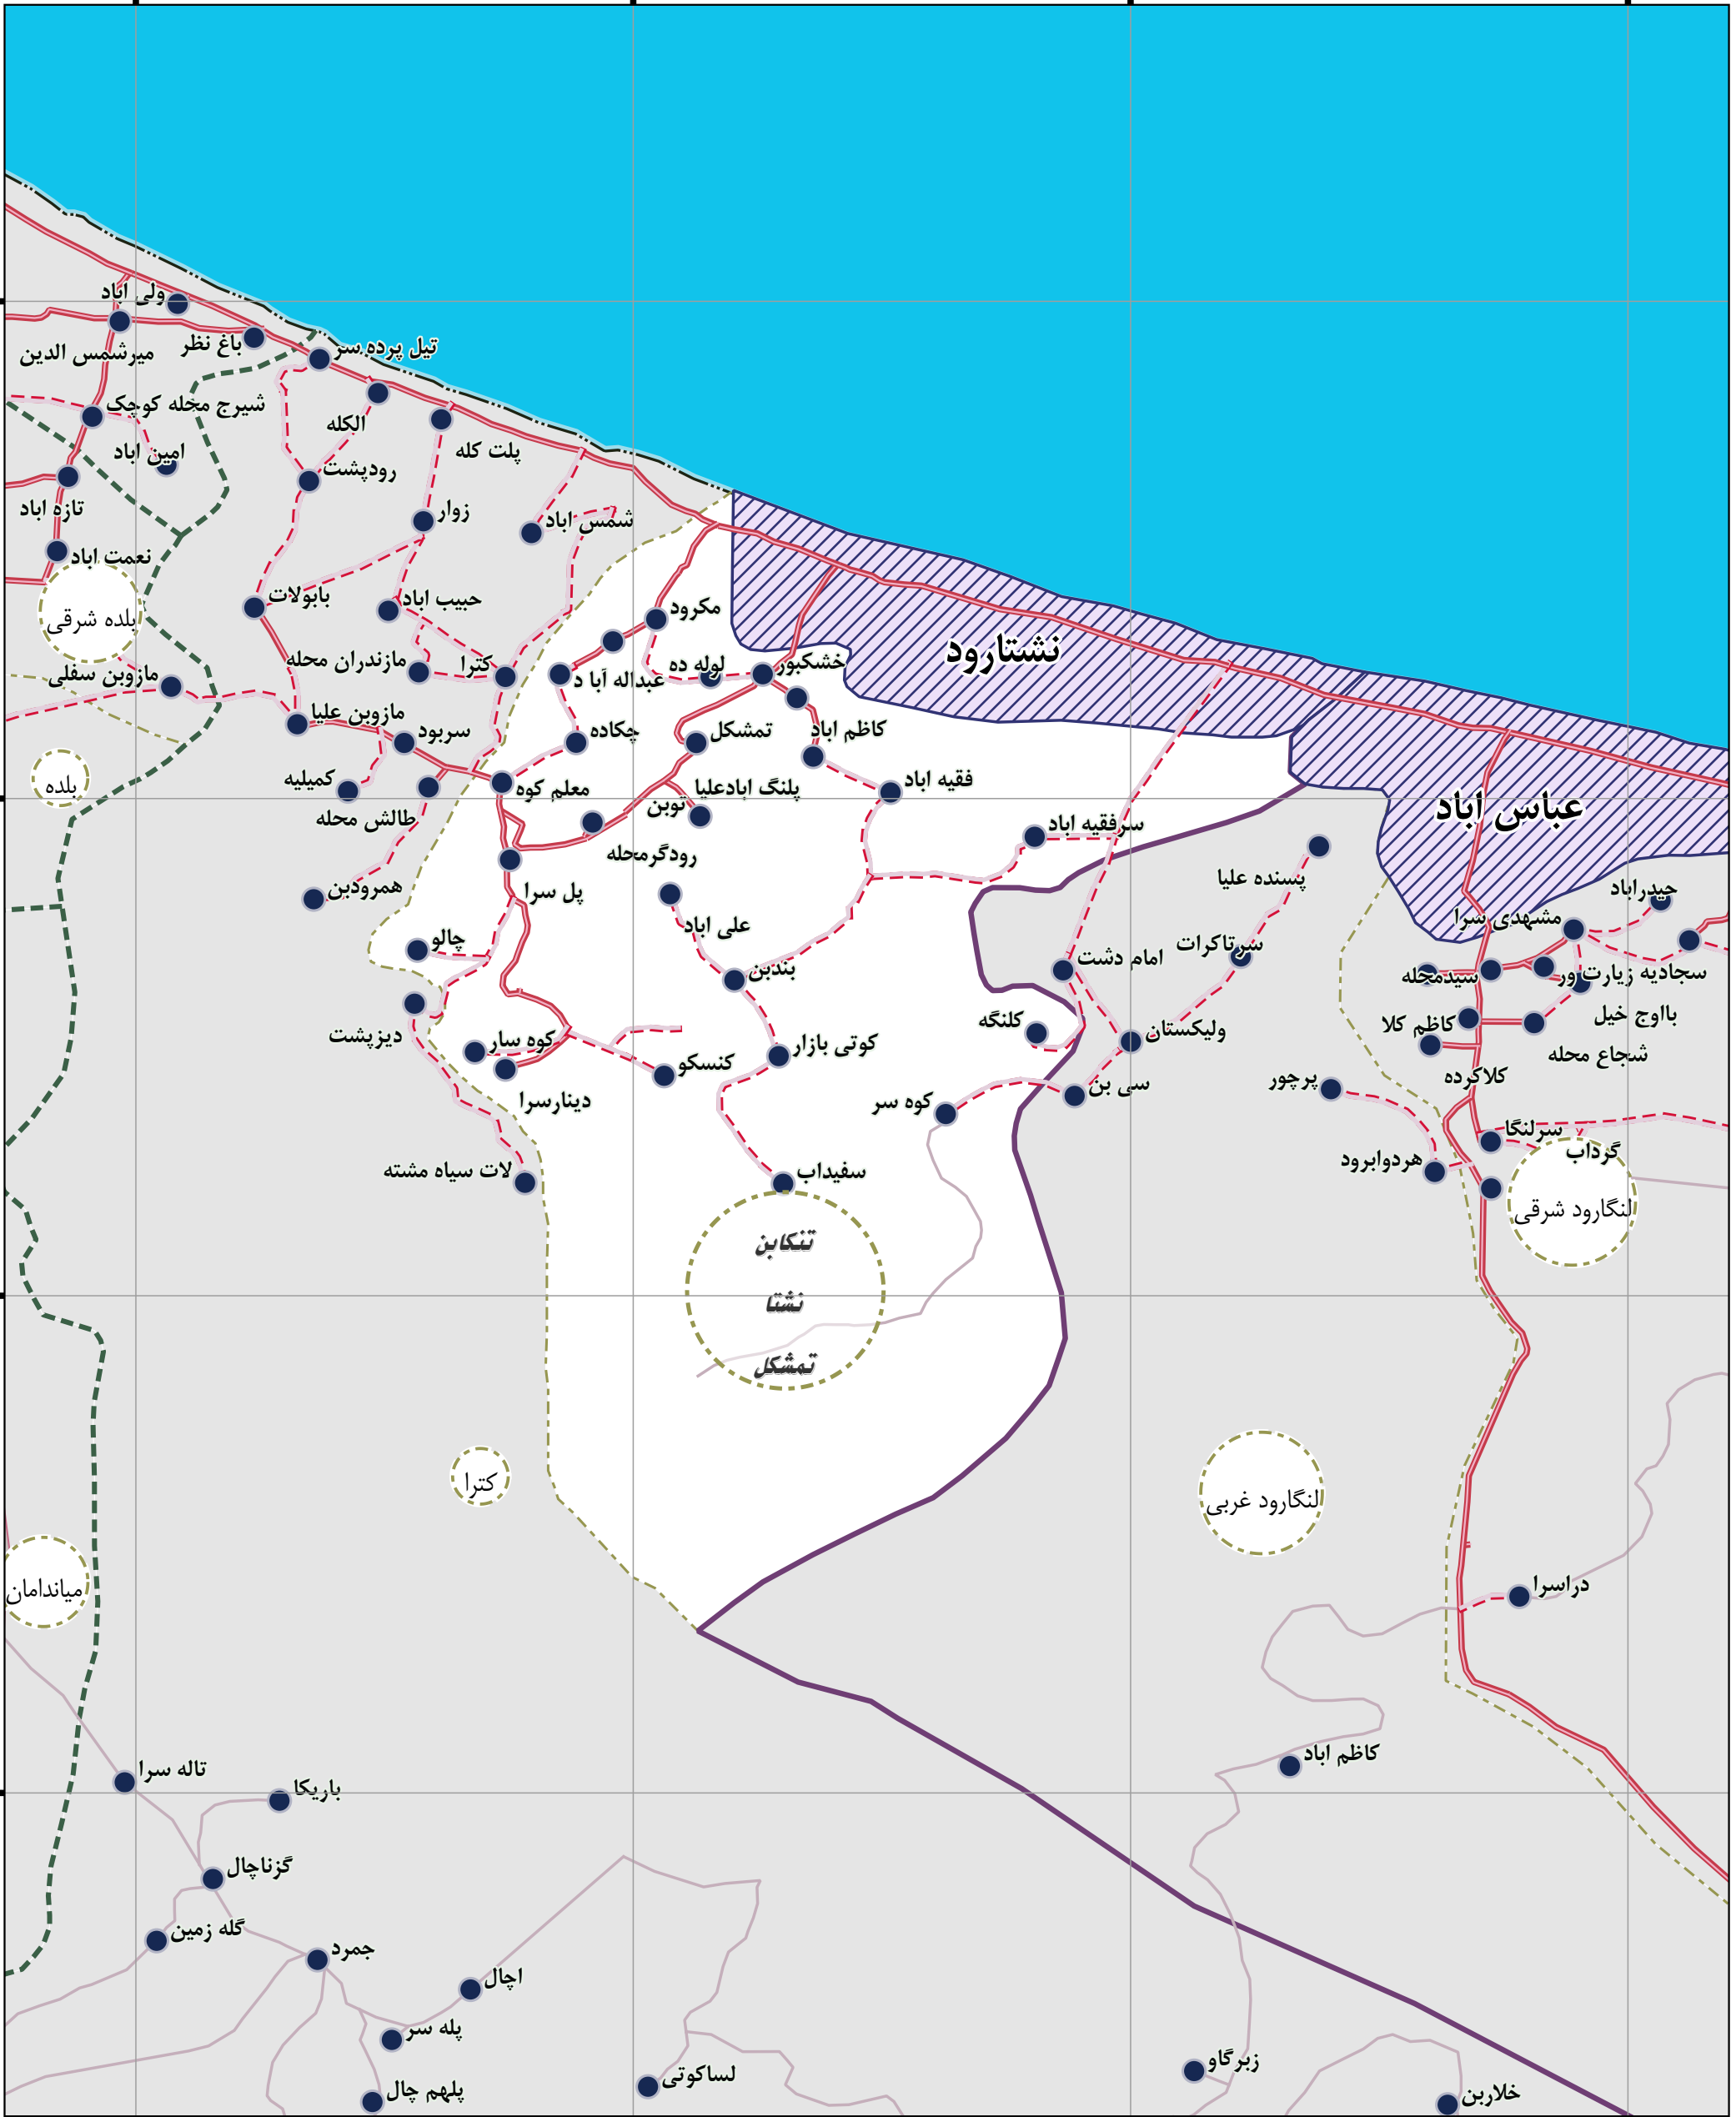 ولی اباد
میرشمس الدین
باغ نظر
تیل پرده سر
شیرج محله کوچک
الکله
امین اباد
پلت کله
رودپشت
تازه اباد
زوار
شمس اباد
نعمت اباد
بلده شرقی
بابولات
حبیب اباد
مکرود
نشتارود
مازندران محله
کترا
عبداله آبا د
لوله ده
خشکبور
مازوبن سفلی
مازوبن علیا
سربود
چکاده
تمشکل
کاظم اباد
بلده
کمیلیه
معلم کوه
پلنگ ابادعلیا
توبن
فقیه اباد
عباس اباد
طالش محله
سرفقیه اباد
رودگرمحله
پسنده علیا
همرودبن
پل سرا
حیدراباد
علی اباد
مشهدی سرا
چالو
بندبن
امام دشت
سرتاکرات
سیدمحله
سجادیه زیارت ور
دیزپشت
کوه سار
کوتی بازار
کلنگه
ولیکستان
کاظم کلا
بااوج خیل
شجاع محله
کنسکو
دینارسرا
کوه سر
سی بن
پرچور
کلاکرده
سرلنگا
گرداب
هردوابرود
لات سیاه مشته
سفیداب
لنگارود شرقی
تنکابن
نشتا
تمشکل
کترا
لنگارود غربی
میاندامان
دراسرا
کاظم اباد
تاله سرا
باریکا
گزناچال
گله زمین
جمرد
اچال
پله سر
لساکوتی
پلهم چال
زبرگاو
خلاربن